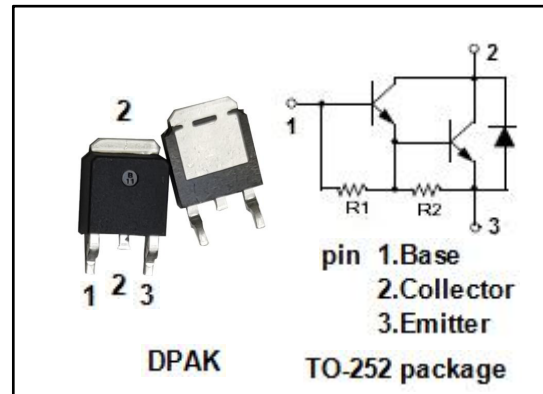 2
1 2 3
DPAK
2
1
R1 R2
3
pin 1.Base
2.Collector
3.Emitter
TO-252 package